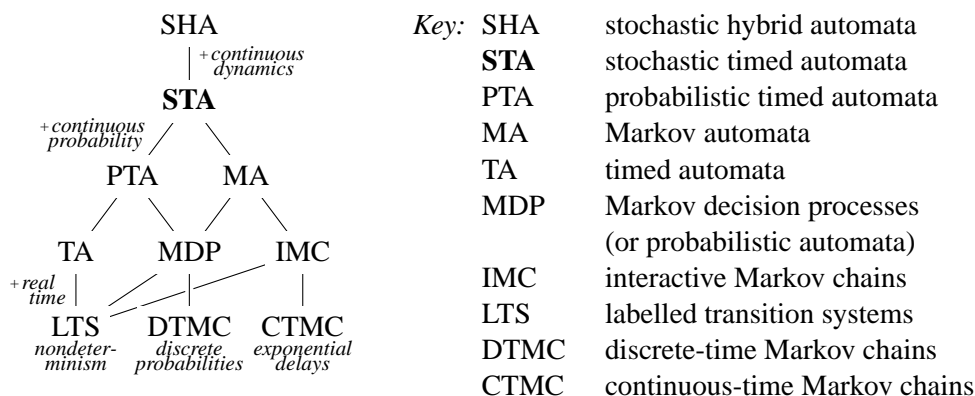 SHA
+ continuous
dynamics
STA
+ continuous
probability
PTA MA
TA MDP IMC
+ real
time
LTS DTMC CTMC
nondeter- discrete exponential
minism probabilities delays
Key: SHA stochastic hybrid automata
STA stochastic timed automata
PTA probabilistic timed automata
MA Markov automata
TA timed automata
MDP Markov decision processes
(or probabilistic automata)
IMC interactive Markov chains
LTS labelled transition systems
DTMC discrete-time Markov chains
CTMC continuous-time Markov chains